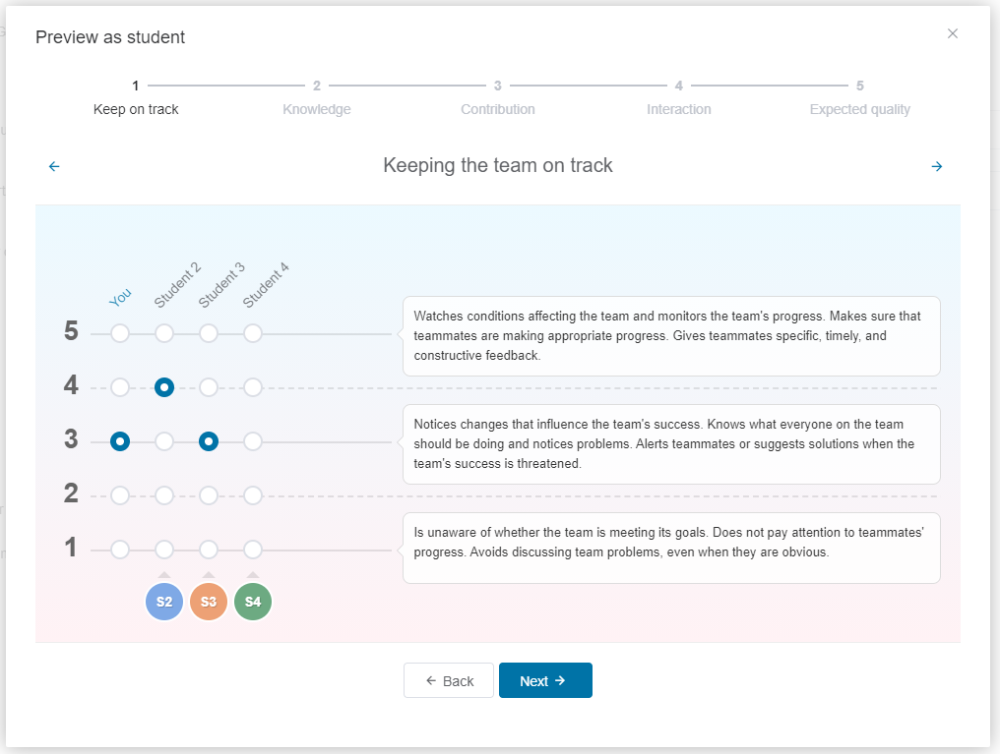 Preview as student
1 2 3 4 5
Keep on track Knowledge Contribution Interaction Expected quality
Keeping the team on track
You Student 2 Student 3 Student 4
5
Watches conditions affecting the team and monitors the team's progress. Makes sure that
teammates are making appropriate progress. Gives teammates specific, timely, and
constructive feedback.
4
3
Notices changes that influence the team's success. Knows what everyone on the team
should be doing and notices problems. Alerts teammates or suggests solutions when the
team's success is threatened.
2
1
Is unaware of whether the team is meeting its goals. Does not pay attention to teammates'
progress. Avoids discussing team problems, even when they are obvious.
S2 S3 S4
Back Next